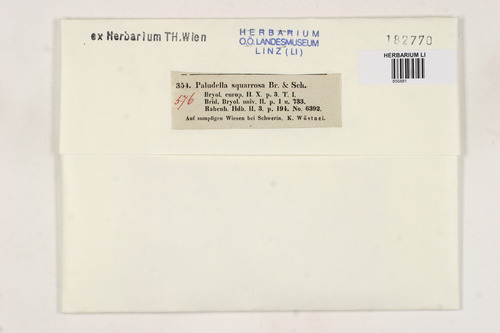 ex Herbarium TH.Wien
HERBARIUM
O.Ö. LANDESMUSEUM
LINZ (LI)
182770
HERBARIUM LI
354. Paludella squarrosa Br. & Sch.
576
Bryol. europ. H. X. p. 3. T. I.
Brid. Bryol. univ. II. p. 1 u. 733.
Rabenh. Hdb. II. 3. p. 194. No. 6392.
Auf sumpfigen Wiesen bei Schwerin. K. Wüstnei.